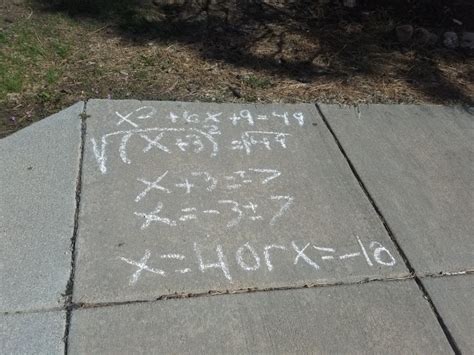 x² + 6x + 9 = 49
√(x+3)² = √49
x + 3 = ± 7
x = -3 ± 7
x = 4 or x = -10